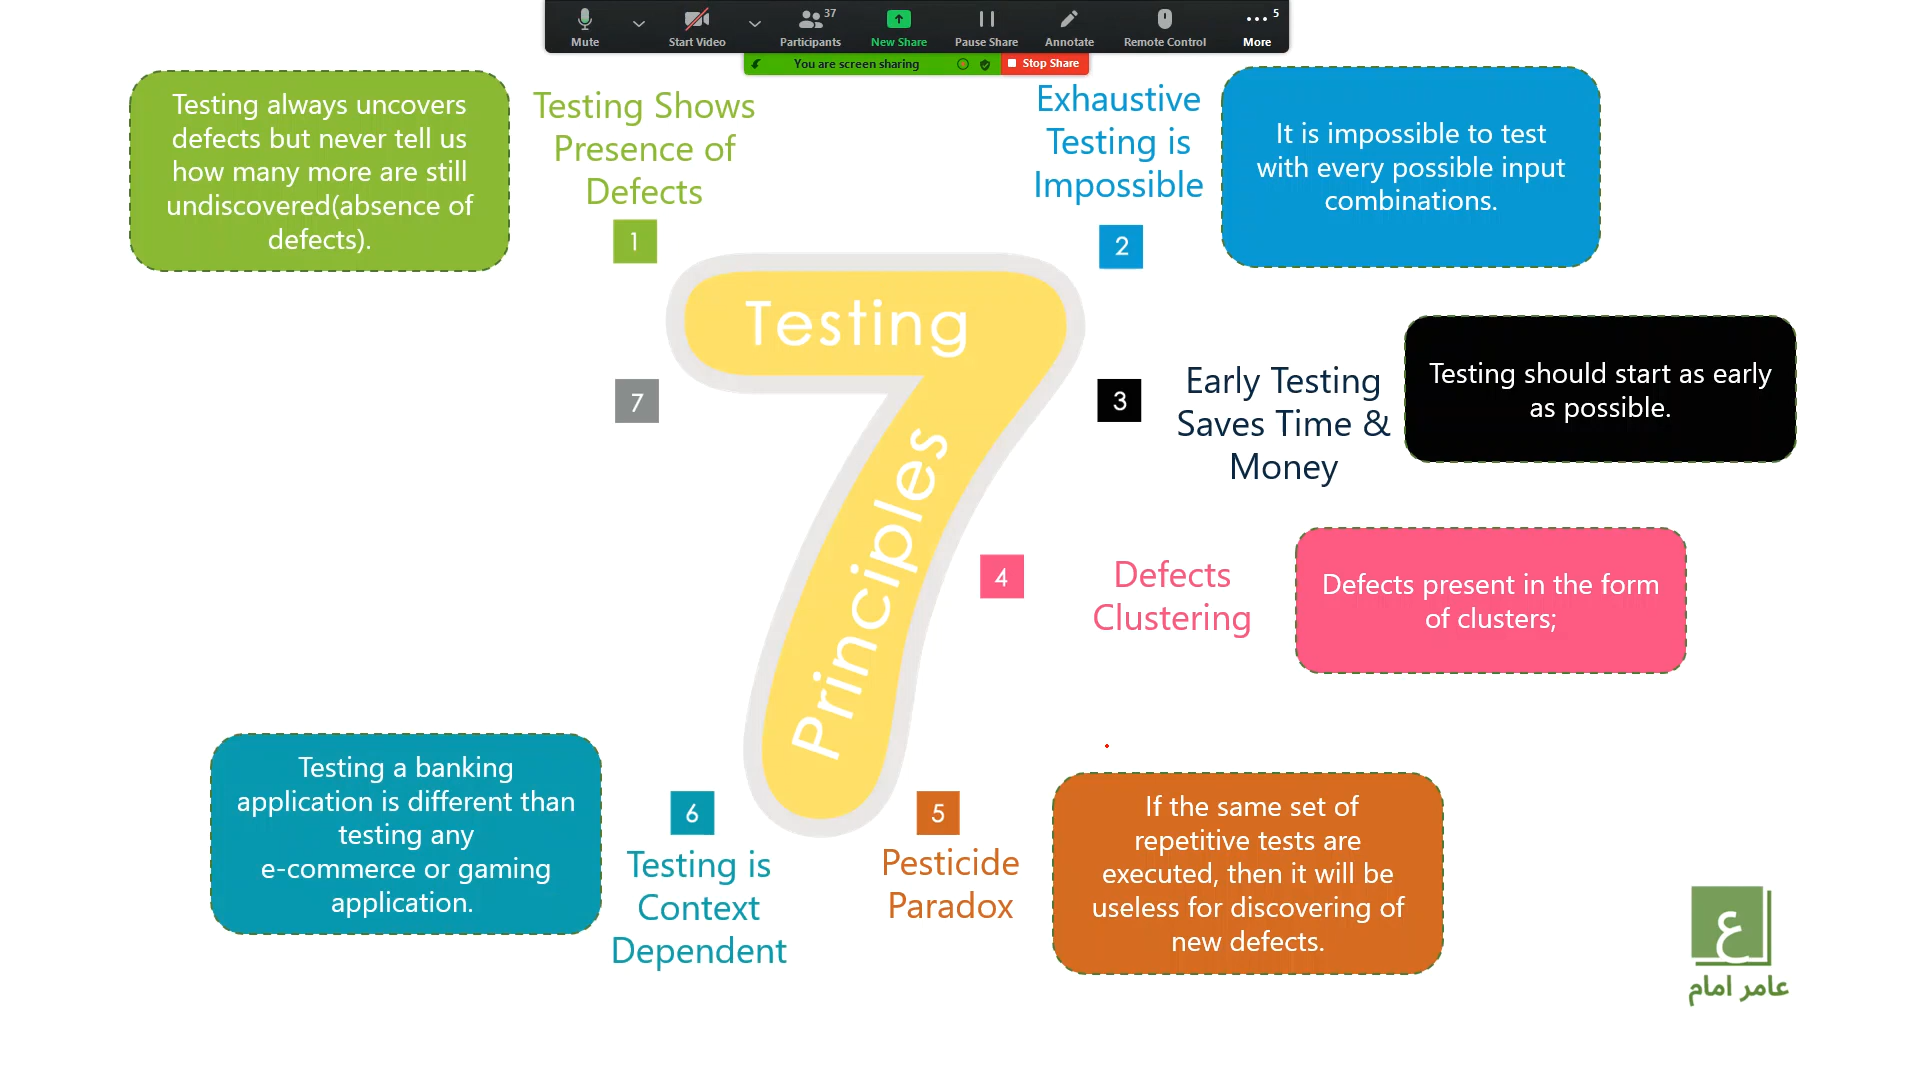 Mute
Start Video
Participants
37
New Share
Pause Share
Annotate
Remote Control
More
5
You are screen sharing
Stop Share
Testing always uncovers
defects but never tell us
how many more are still
undiscovered(absence of
defects).
Testing Shows
Presence of
Defects
1
Exhaustive
Testing is
Impossible
2
It is impossible to test
with every possible input
combinations.
Testing
Principles
7
3
Early Testing
Saves Time &
Money
Testing should start as early
as possible.
4
Defects
Clustering
Defects present in the form
of clusters;
Testing a banking
application is different than
testing any
e-commerce or gaming
application.
6
Testing is
Context
Dependent
5
Pesticide
Paradox
If the same set of
repetitive tests are
executed, then it will be
useless for discovering of
new defects.
ع
عامر امام